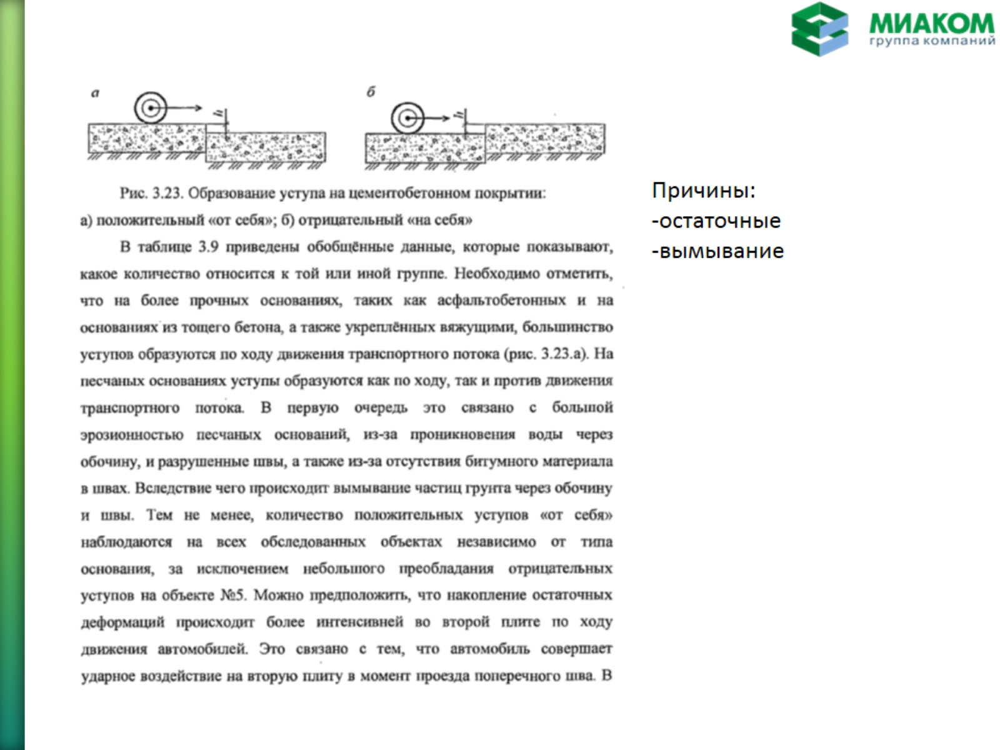 МИАКОМ
группа компаний
а
б
h
h
Рис. 3.23. Образование уступа на цементобетонном покрытии:
а) положительный «от себя»; б) отрицательный «на себя»
В таблице 3.9 приведены обобщённые данные, которые показывают,
какое количество относится к той или иной группе. Необходимо отметить,
что на более прочных основаниях, таких как асфальтобетонных и на
основаниях из тощего бетона, а также укреплённых вяжущими, большинство
уступов образуются по ходу движения транспортного потока (рис. 3.23.а). На
песчаных основаниях уступы образуются как по ходу, так и против движения
транспортного потока. В первую очередь это связано с большой
эрозионностью песчаных оснований, из-за проникновения воды через
обочину, и разрушенные швы, а также из-за отсутствия битумного материала
в швах. Вследствие чего происходит вымывание частиц грунта через обочину
и швы. Тем не менее, количество положительных уступов «от себя»
наблюдаются на всех обследованных объектах независимо от типа
основания, за исключением небольшого преобладания отрицательных
уступов на объекте №5. Можно предположить, что накопление остаточных
деформаций происходит более интенсивней во второй плите по ходу
движения автомобилей. Это связано с тем, что автомобиль совершает
ударное воздействие на вторую плиту в момент проезда поперечного шва. В
Причины:
-остаточные
-вымывание